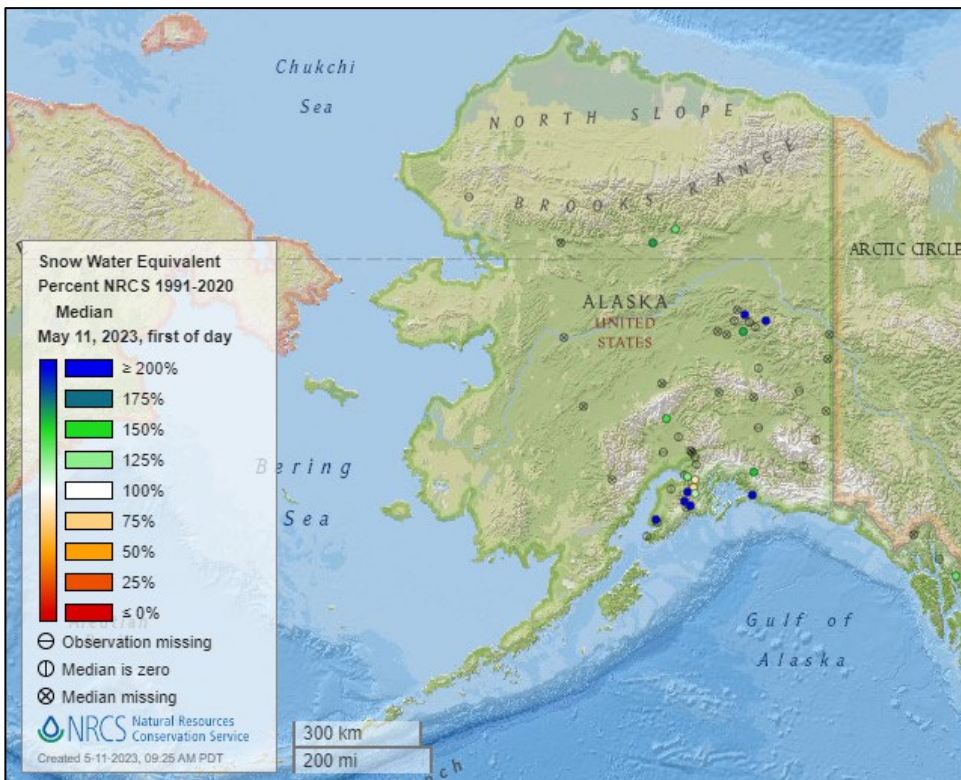 Chukchi
Sea
NORTH SLOPE
BROOKS RANGE
ARCTIC CIRCLE
ALASKA
UNITED
STATES
Bering
Sea
Gulf of
Alaska
Snow Water Equivalent
Percent NRCS 1991-2020
Median
May 11, 2023, first of day
≥ 200%
175%
150%
125%
100%
75%
50%
25%
≤ 0%
Observation missing
Median is zero
Median missing
NRCS Natural Resources
Conservation Service
Created 5-11-2023, 09:25 AM PDT
300 km
200 mi